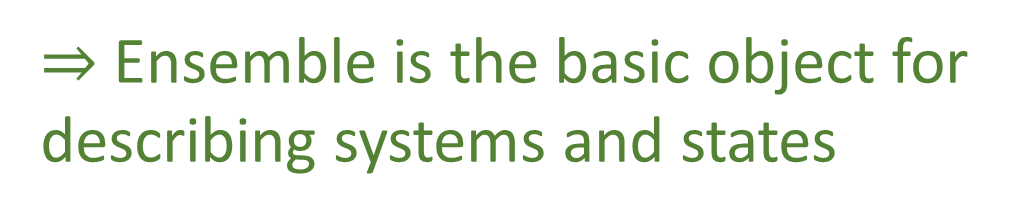 ⇒ Ensemble is the basic object for
describing systems and states